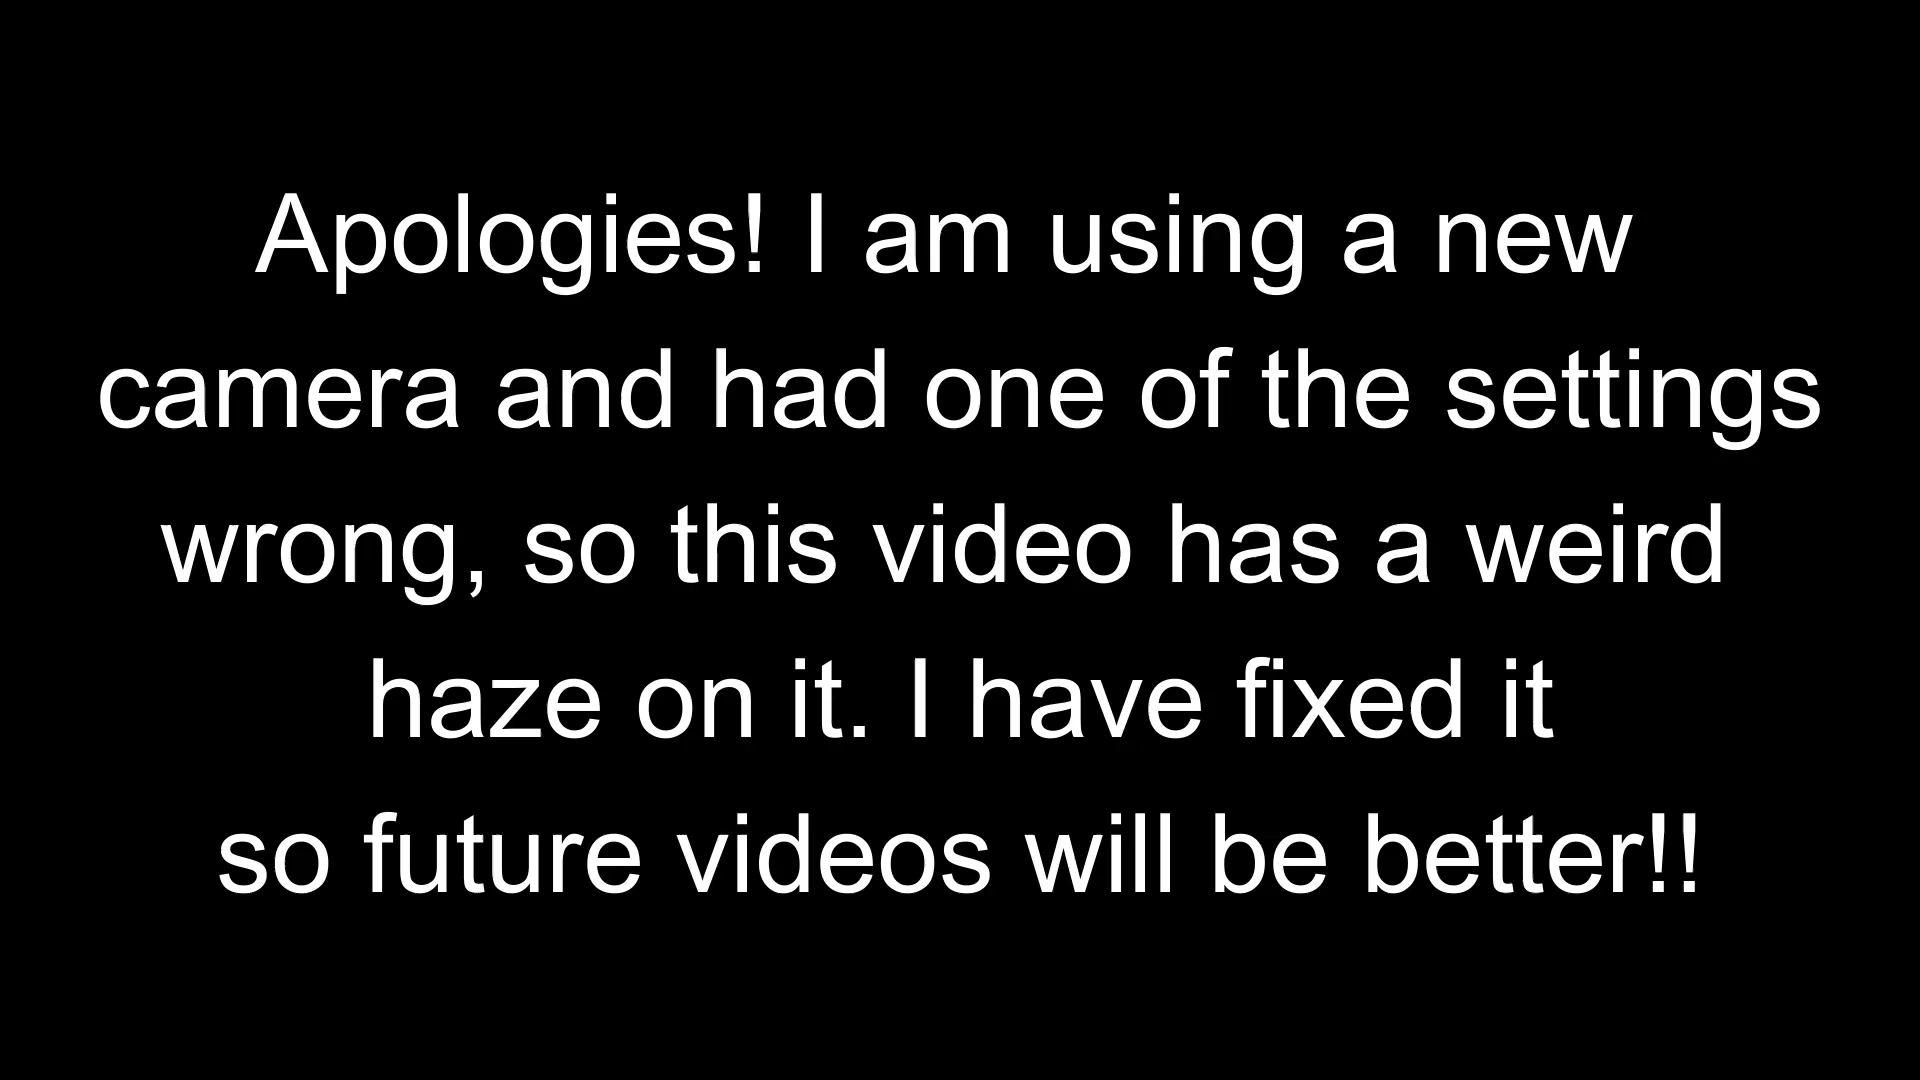 Apologies! I am using a new
camera and had one of the settings
wrong, so this video has a weird
haze on it. I have fixed it
so future videos will be better!!